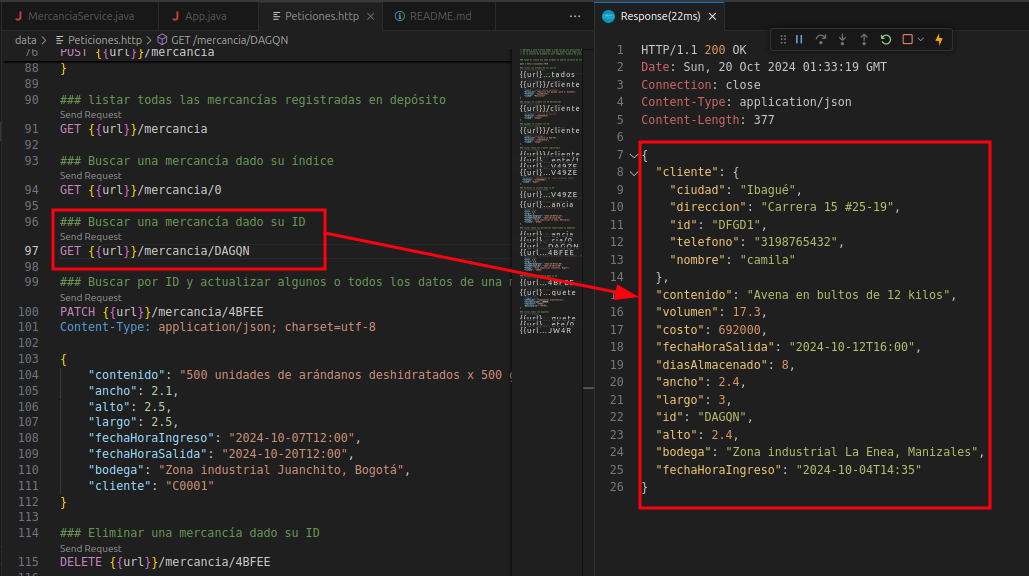 MercanciaService.java
App.java
Peticiones.html
README.md
Response(22ms)
data > Peticiones.http > GET /mercancia/DAGQN
76 POST {{url}}/mercancia
88 }
89
90 ### listar todas las mercancías registradas en depósito
Send Request
91 GET {{url}}/mercancia
92
93 ### Buscar una mercancía dado su índice
Send Request
94 GET {{url}}/mercancia/0
95
96 ### Buscar una mercancía dado su ID
Send Request
97 GET {{url}}/mercancia/DAGQN
98
99 ### Buscar por ID y actualizar algunos o todos los datos de una m
Send Request
100 PATCH {{url}}/mercancia/4BFEE
101 Content-Type: application/json; charset=utf-8
102
103 {
104 "contenido": "500 unidades de arándanos deshidratados x 500 g
105 "ancho": 2.1,
106 "alto": 2.5,
107 "largo": 2.5,
108 "fechaHoraIngreso": "2024-10-07T12:00",
109 "fechaHoraSalida": "2024-10-20T12:00",
110 "bodega": "Zona industrial Juanchito, Bogotá",
111 "cliente": "C0001"
112 }
113
114 ### Eliminar una mercancía dado su ID
Send Request
115 DELETE {{url}}/mercancia/4BFEE
1 HTTP/1.1 200 OK
2 Date: Sun, 20 Oct 2024 01:33:19 GMT
3 Connection: close
4 Content-Type: application/json
5 Content-Length: 377
6
7 {
8 "cliente": {
9 "ciudad": "Ibagué",
10 "direccion": "Carrera 15 #25-19",
11 "id": "DFGD1",
12 "telefono": "3198765432",
13 "nombre": "camila"
14 },
"contenido": "Avena en bultos de 12 kilos",
16 "volumen": 17.3,
17 "costo": 692000,
18 "fechaHoraSalida": "2024-10-12T16:00",
19 "diasAlmacenado": 8,
20 "ancho": 2.4,
21 "largo": 3,
22 "id": "DAGQN",
23 "alto": 2.4,
24 "bodega": "Zona industrial La Enea, Manizales",
25 "fechaHoraIngreso": "2024-10-04T14:35"
26 }